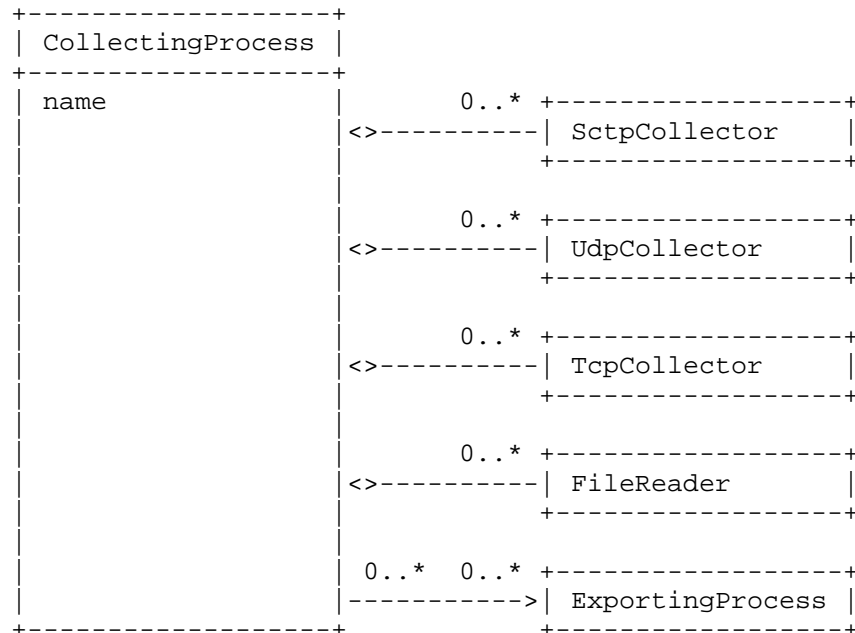 +-------------------+
| CollectingProcess |
+-------------------+
| name              |       0..* +------------------+
|                   |<>----------| SctpCollector    |
|                   |            +------------------+
|                   |
|                   |       0..* +------------------+
|                   |<>----------| UdpCollector     |
|                   |            +------------------+
|                   |
|                   |       0..* +------------------+
|                   |<>----------| TcpCollector     |
|                   |            +------------------+
|                   |
|                   |       0..* +------------------+
|                   |<>----------| FileReader       |
|                   |            +------------------+
|                   |
|                   | 0..*  0..* +------------------+
|                   |----------->| ExportingProcess |
+-------------------+            +------------------+